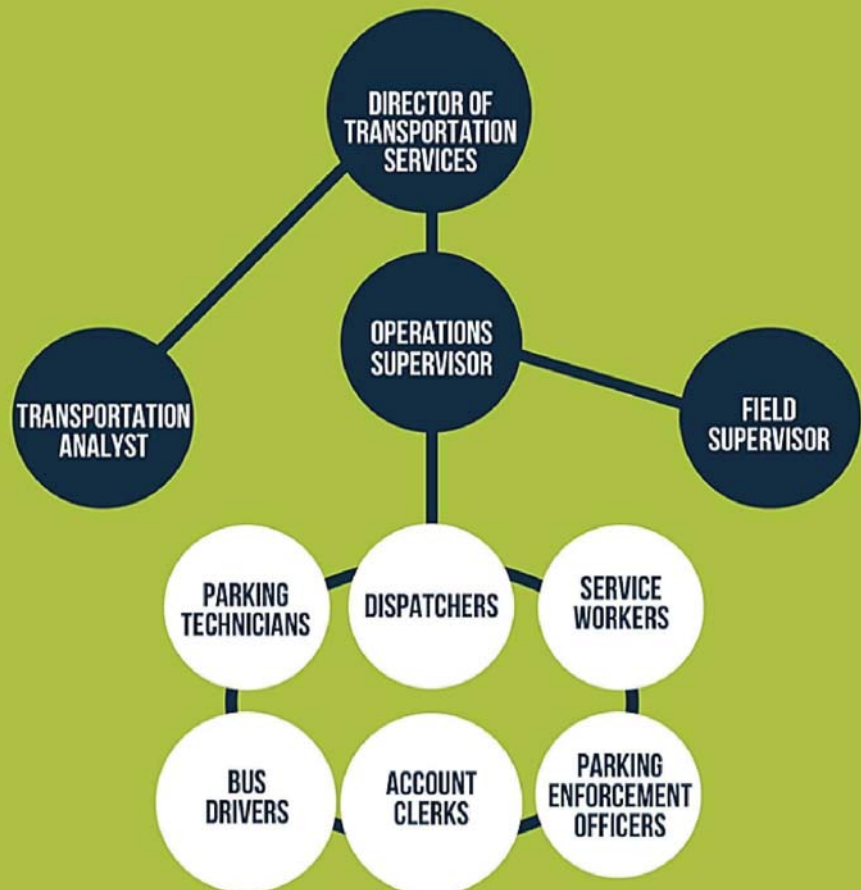 DIRECTOR OF
TRANSPORTATION
SERVICES
OPERATIONS
SUPERVISOR
TRANSPORTATION
ANALYST
FIELD
SUPERVISOR
PARKING
TECHNICIANS
DISPATCHERS
SERVICE
WORKERS
BUS
DRIVERS
ACCOUNT
CLERKS
PARKING
ENFORCEMENT
OFFICERS